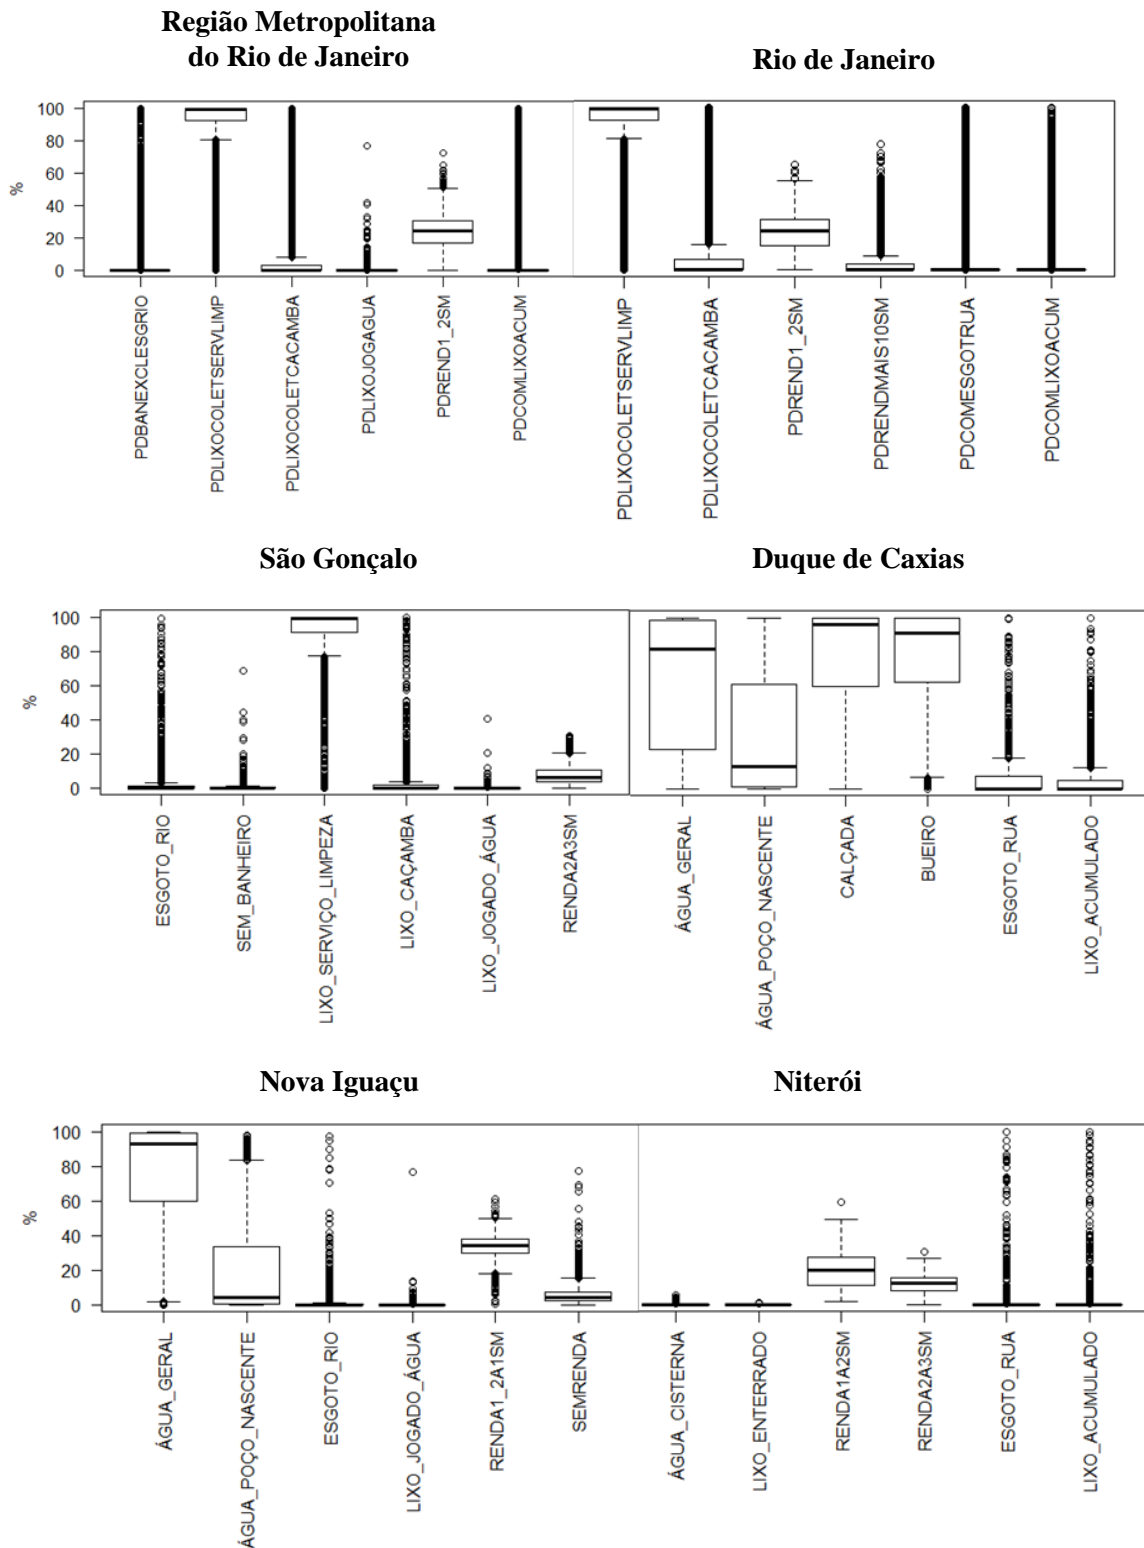 Região Metropolitana
do Rio de Janeiro
Rio de Janeiro
100
80
60
40
20
0
%
PDBANEXCLESGRIO
PDLIXOCOLETSERVLIMP
PDLIXOCOLETCACAMBA
PDLIXOJOGAGUA
PDREND1_2SM
PDCOMLIXOACUM
PDLIXOCOLETSERVLIMP
PDLIXOCOLETCACAMBA
PDREND1_2SM
PDRENDMAIS10SM
PDCOMESGOTRUA
PDCOMLIXOACUM
São Gonçalo
Duque de Caxias
100
80
60
40
20
0
%
ESGOTO_RIO
SEM_BANHEIRO
LIXO_SERVIÇO_LIMPEZA
LIXO_CAÇAMBA
LIXO_JOGADO_ÁGUA
RENDA2A3SM
ÁGUA_GERAL
ÁGUA_POÇO_NASCENTE
CALÇADA
BUEIRO
ESGOTO_RUA
LIXO_ACUMULADO
Nova Iguaçu
Niterói
100
80
60
40
20
0
%
ÁGUA_GERAL
ÁGUA_POÇO_NASCENTE
ESGOTO_RIO
LIXO_JOGADO_ÁGUA
RENDA1_2A1SM
SEMRENDA
ÁGUA_CISTERNA
LIXO_ENTERRADO
RENDA1A2SM
RENDA2A3SM
ESGOTO_RUA
LIXO_ACUMULADO